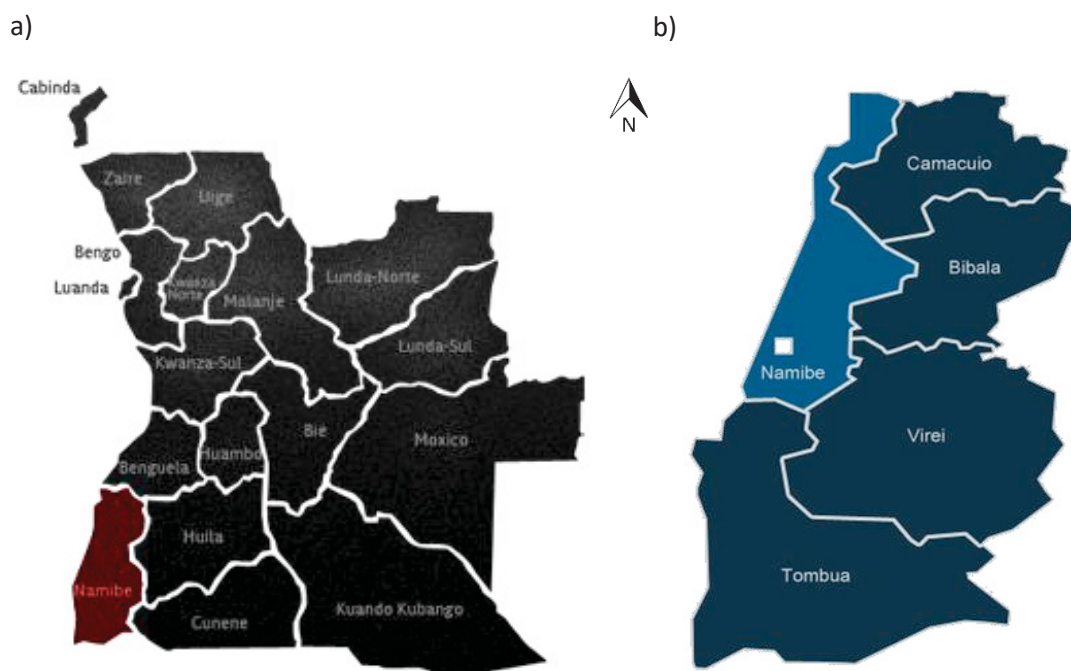 a)
b)
Cabinda
N
Zaire
Uige
Camacuio
Bengo
Luanda
Kwanza
Norte
Malanje
Lunda-Norte
Bibala
Kwanza-Sul
Lunda-Sul
Namibe
Benguela
Huambo
Bie
Moxico
Virei
Huila
Namibe
Cunene
Kuando Kubango
Tombua